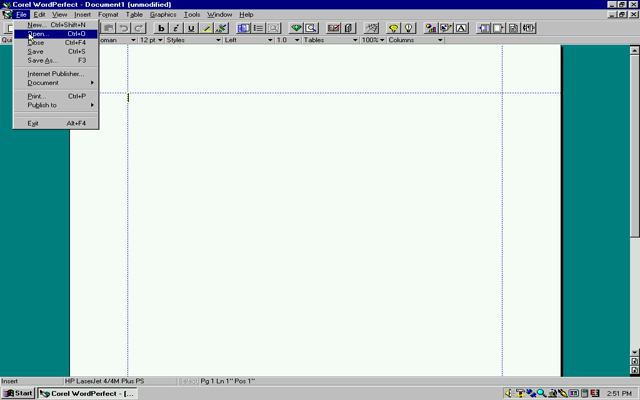 Corel WordPerfect - Document1 (unmodified)
File Edit View Insert Format Table Graphics Tools Window Help
New... Ctrl+Shift+N
Open... Ctrl+O
Close Ctrl+F4
Save Ctrl+S
Save As... F3
Internet Publisher...
Document
Print... Ctrl+P
Publish to
Exit Alt+F4
oman 12 pt Styles Left 1.0 Tables 100% Columns
Insert HP LaserJet 4/4M Plus PS Select Pg 1 Ln 1" Pos 1"
Start Corel WordPerfect - [... 2:51 PM